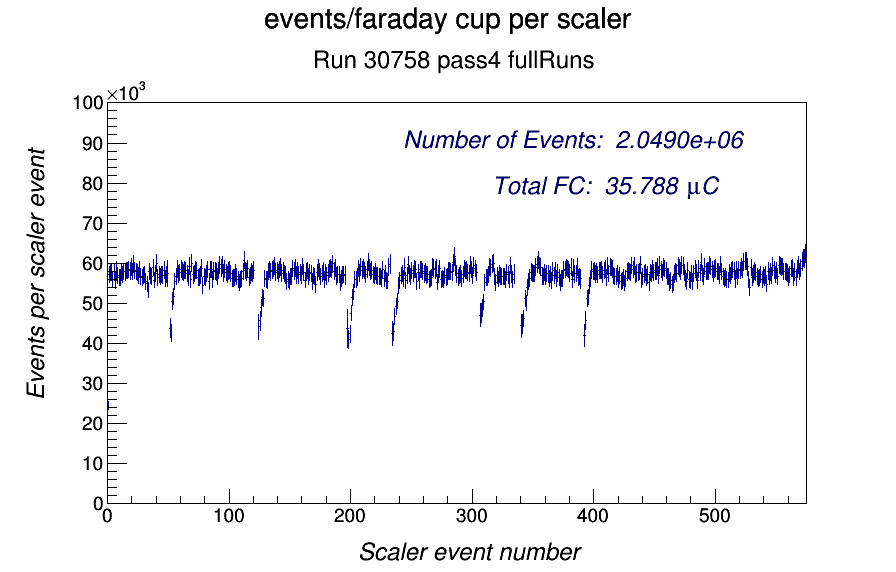 events/faraday cup per scaler
Run 30758 pass4 fullRuns
×10³
100
90
80
70
60
50
40
30
20
10
0
Events per scaler event
Number of Events: 2.0490e+06
Total FC: 35.788 μC
0 100 200 300 400 500
Scaler event number